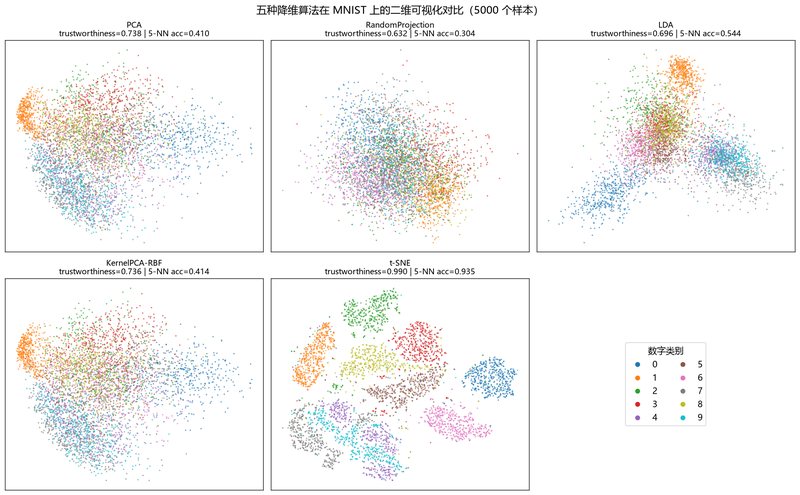 五种降维算法在 MNIST 上的二维可视化对比（5000 个样本）
PCA
trustworthiness=0.738 | 5-NN acc=0.410
RandomProjection
trustworthiness=0.632 | 5-NN acc=0.304
LDA
trustworthiness=0.696 | 5-NN acc=0.544
KernelPCA-RBF
trustworthiness=0.736 | 5-NN acc=0.414
t-SNE
trustworthiness=0.990 | 5-NN acc=0.935
数字类别
0 5
1 6
2 7
3 8
4 9